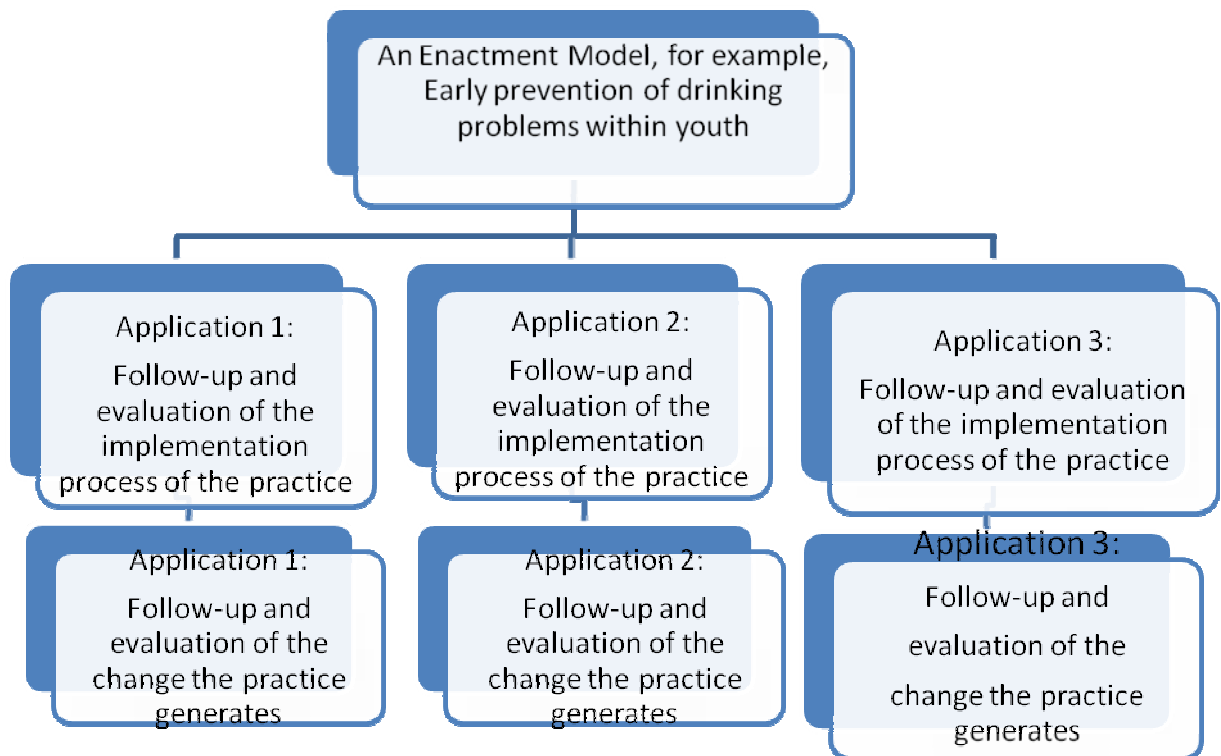 An Enactment Model, for example,
Early prevention of drinking
problems within youth
Application 1:
Follow-up and
evaluation of the
implementation
process of the practice
Application 2:
Follow-up and
evaluation of the
implementation
process of the practice
Application 3:
Follow-up and evaluation
of the implementation
process of the practice
Application 1:
Follow-up and
evaluation of the
change the practice
generates
Application 2:
Follow-up and
evaluation of the
change the practice
generates
Application 3:
Follow-up and
evaluation of the
change the practice
generates